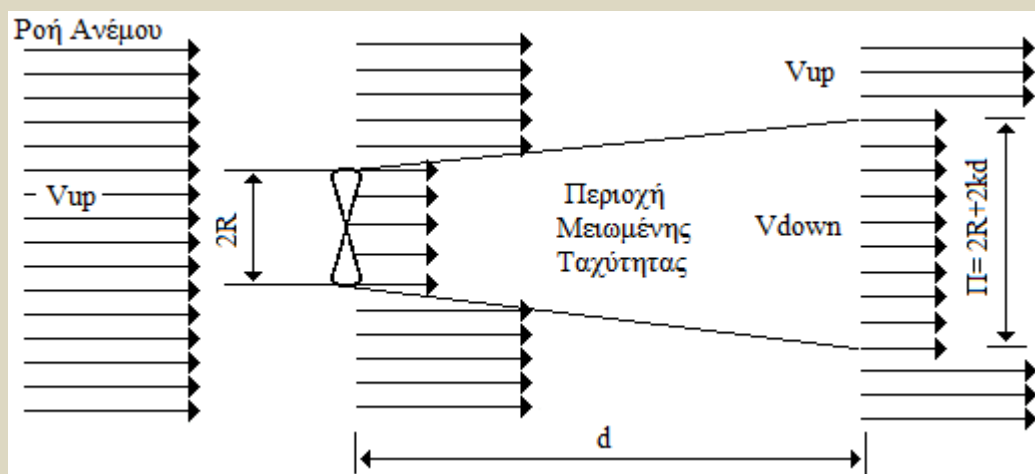 Ροή Ανέμου
Vup
Vup
2R
Περιοχή
Μειωμένης
Ταχύτητας
Vdown
Π= 2R+2kd
d